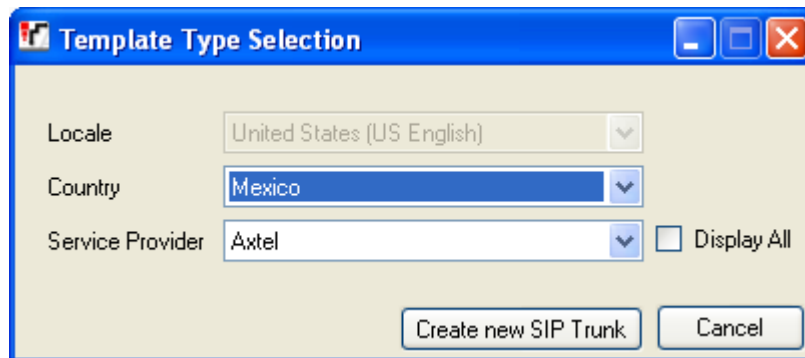 Template Type Selection
Locale United States (US English)
Country Mexico
Service Provider Axtel Display All
Create new SIP Trunk Cancel